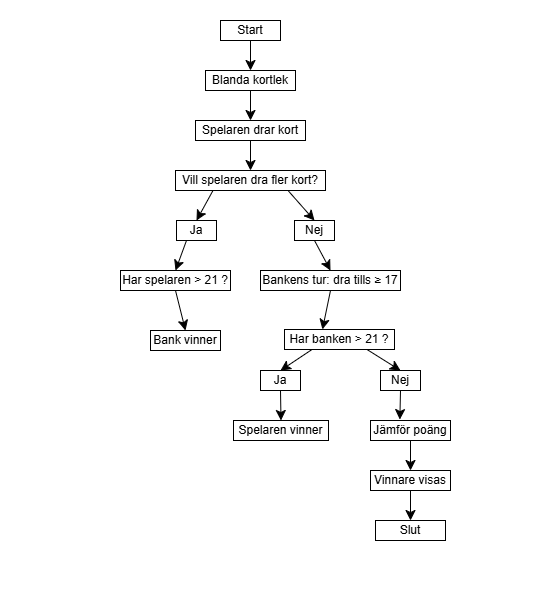 Start
Blanda kortlek
Spelaren drar kort
Vill spelaren dra fler kort?
Ja
Nej
Har spelaren > 21 ?
Bankens tur: dra tills ≥ 17
Bank vinner
Har banken > 21 ?
Ja
Nej
Spelaren vinner
Jämför poäng
Vinnare visas
Slut